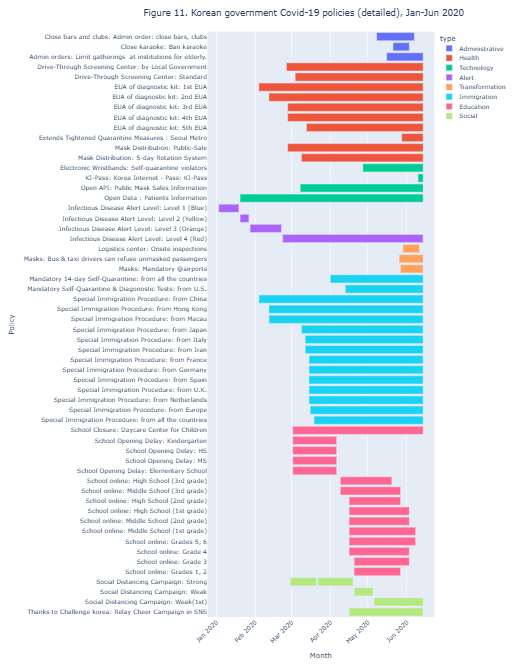 Figure 11. Korean government Covid-19 policies (detailed), Jan-Jun 2020
type
Administrative
Health
Technology
Alert
Transformation
Immigration
Education
Social
Policy
Close bars and clubs: Admin order: close bars, clubs
Close karaoke: Ban karaoke
Admin orders: Limit gatherings  at institutions for elderly.
Drive-Through Screening Center: by Local Government
Drive-Through Screening Center: Standard
EUA of diagnostic kit: 1st EUA
EUA of diagnostic kit: 2nd EUA
EUA of diagnostic kit: 3rd EUA
EUA of diagnostic kit: 4th EUA
EUA of diagnostic kit: 5th EUA
Extends Tightened Quarantine Measures : Seoul Metro
Mask Distribution: Public-Sale
Mask Distribution: 5-day Rotation System
Electronic Wristbands: Self-quarantine violators
KI-Pass: Korea Internet - Pass: KI-Pass
Open API: Public Mask Sales Information
Open Data : Patients Information
Infectious Disease Alert Level: Level 1 (Blue)
Infectious Disease Alert Level: Level 2 (Yellow)
Infectious Disease Alert Level: Level 3 (Orange)
Infectious Disease Alert Level: Level 4 (Red)
Logistics center: Onsite inspections
Masks: Bus & taxi drivers can refuse unmasked passengers
Masks: Mandatory @airports
Mandatory 14-day Self-Quarantine: from all the countries
Mandatory Self-Quarantine & Diagnostic Tests: from U.S.
Special Immigration Procedure: from China
Special Immigration Procedure: from Hong Kong
Special Immigration Procedure: from Macau
Special Immigration Procedure: from Japan
Special Immigration Procedure: from Italy
Special Immigration Procedure: from Iran
Special Immigration Procedure: from France
Special Immigration Procedure: from Germany
Special Immigration Procedure: from Spain
Special Immigration Procedure: from U.K.
Special Immigration Procedure: from Netherlands
Special Immigration Procedure: from Europe
Special Immigration Procedure: from all the countries
School Closure: Daycare Center for Children
School Opening Delay: Kindergarten
School Opening Delay: HS
School Opening Delay: MS
School Opening Delay: Elementary School
School online: High School (3rd grade)
School online: Middle School (3rd grade)
School online: High School (2nd grade)
School online: High School (1st grade)
School online: Middle School (2nd grade)
School online: Middle School (1st grade)
School online: Grades 5, 6
School online: Grade 4
School online: Grade 3
School online: Grades 1, 2
Social Distancing Campaign: Strong
Social Distancing Campaign: Weak
Social Distancing Campaign: Weak(1st)
Thanks to Challenge korea: Relay Cheer Campaign in SNS
Jan 2020
Feb 2020
Mar 2020
Apr 2020
May 2020
Jun 2020
Month